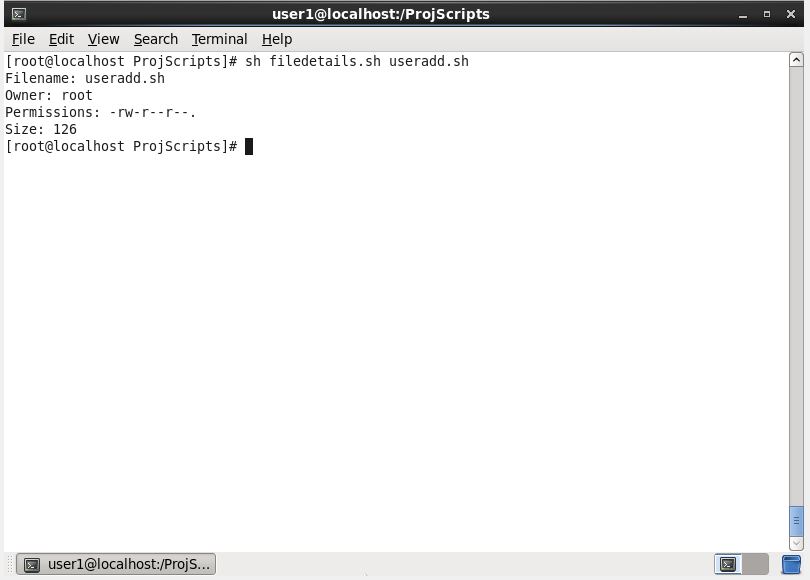 user1@localhost:/ProjScripts
File Edit View Search Terminal Help
[root@localhost ProjScripts]# sh filedetails.sh useradd.sh
Filename: useradd.sh
Owner: root
Permissions: -rw-r--r--.
Size: 126
[root@localhost ProjScripts]#
user1@localhost:/ProjS...